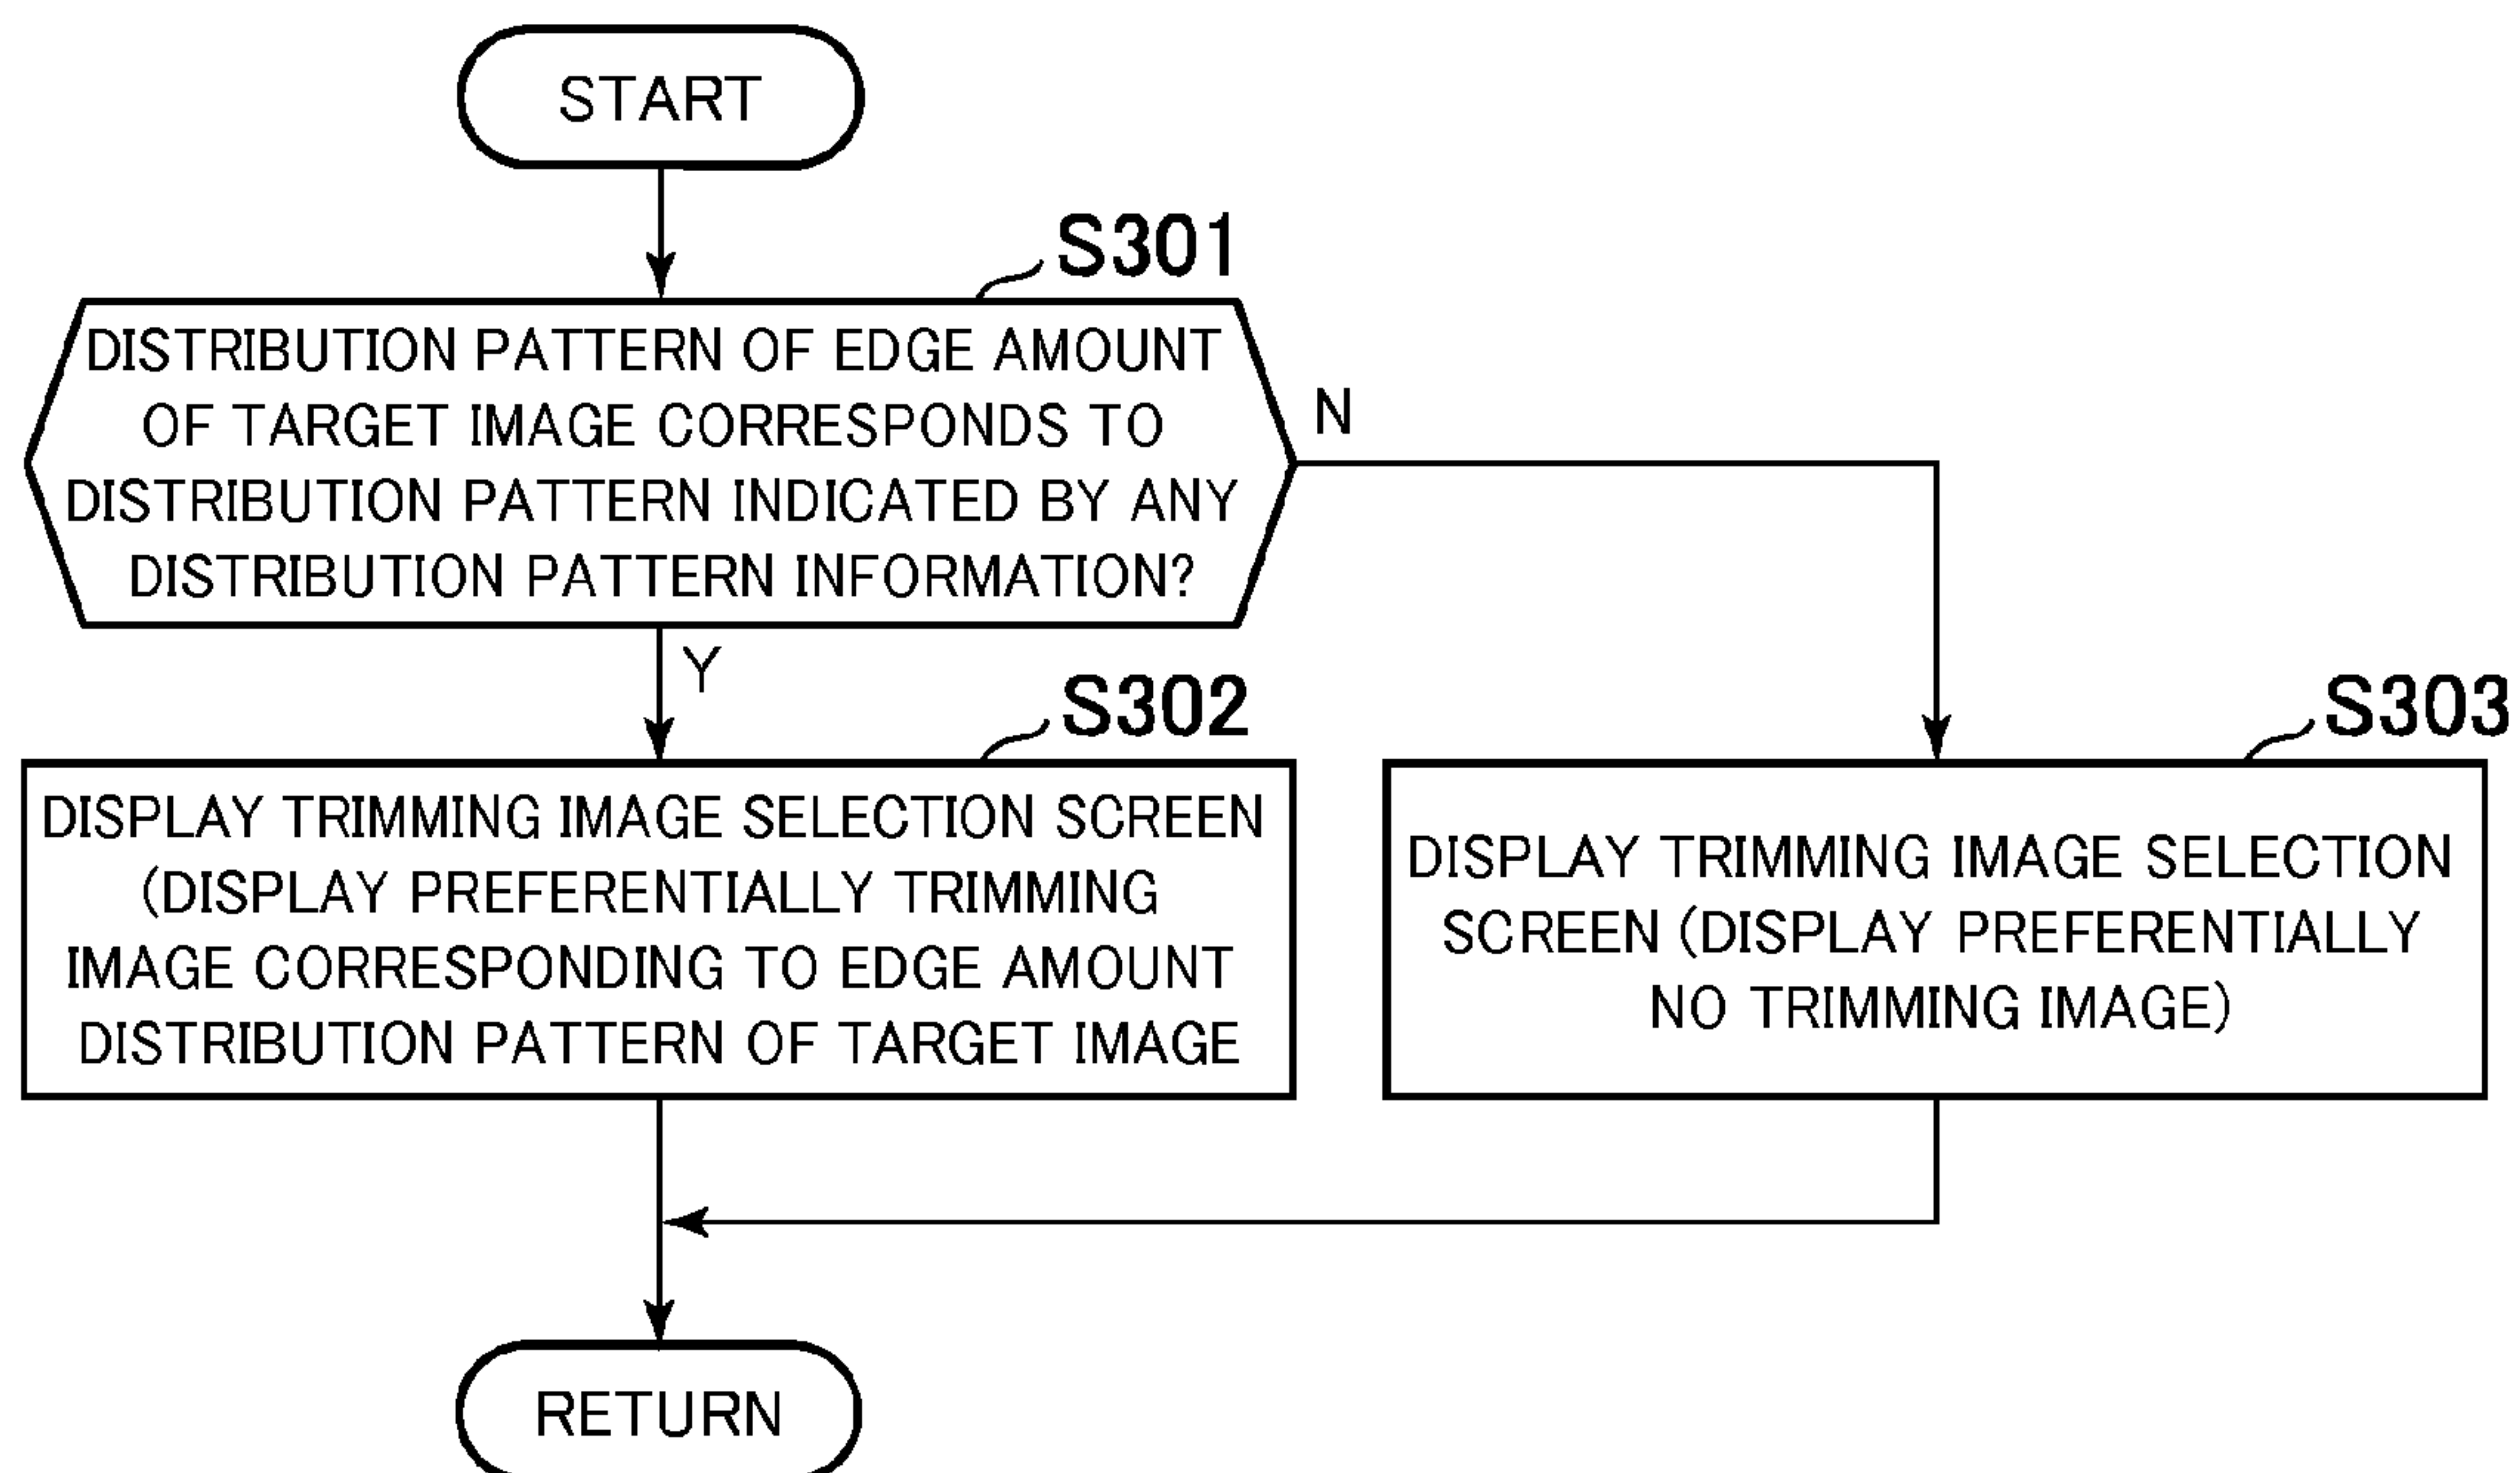 START
S301
DISTRIBUTION PATTERN OF EDGE AMOUNT
OF TARGET IMAGE CORRESPONDS TO
DISTRIBUTION PATTERN INDICATED BY ANY
DISTRIBUTION PATTERN INFORMATION?
N
Y
S302
DISPLAY TRIMMING IMAGE SELECTION SCREEN
(DISPLAY PREFERENTIALLY TRIMMING
IMAGE CORRESPONDING TO EDGE AMOUNT
DISTRIBUTION PATTERN OF TARGET IMAGE
S303
DISPLAY TRIMMING IMAGE SELECTION
SCREEN (DISPLAY PREFERENTIALLY
NO TRIMMING IMAGE)
RETURN